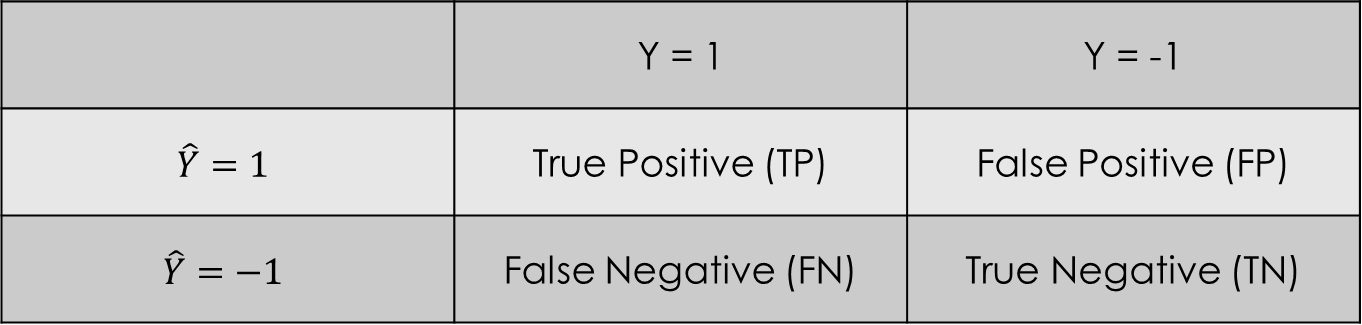 Y = 1 Y = -1
Ŷ = 1 True Positive (TP) False Positive (FP)
Ŷ = −1 False Negative (FN) True Negative (TN)